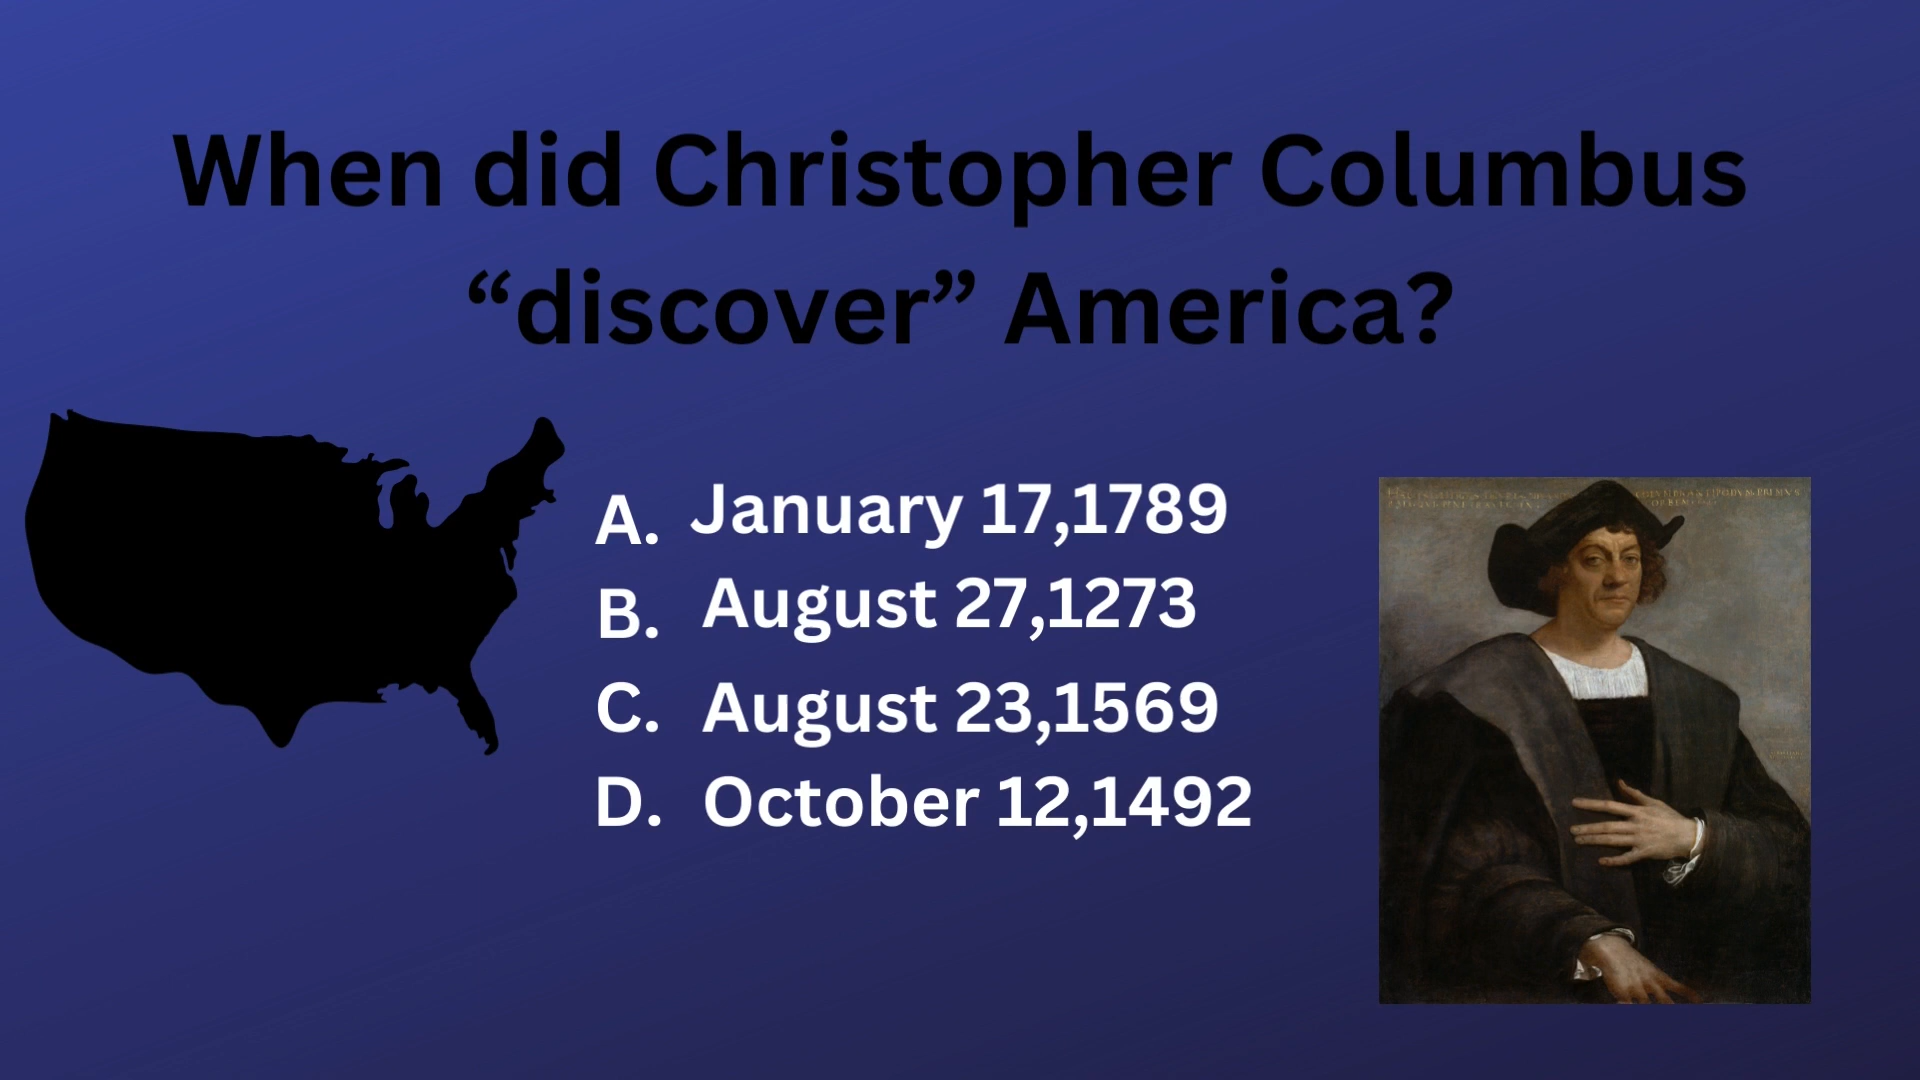 When did Christopher Columbus
“discover” America?
A. January 17,1789
B. August 27,1273
C. August 23,1569
D. October 12,1492